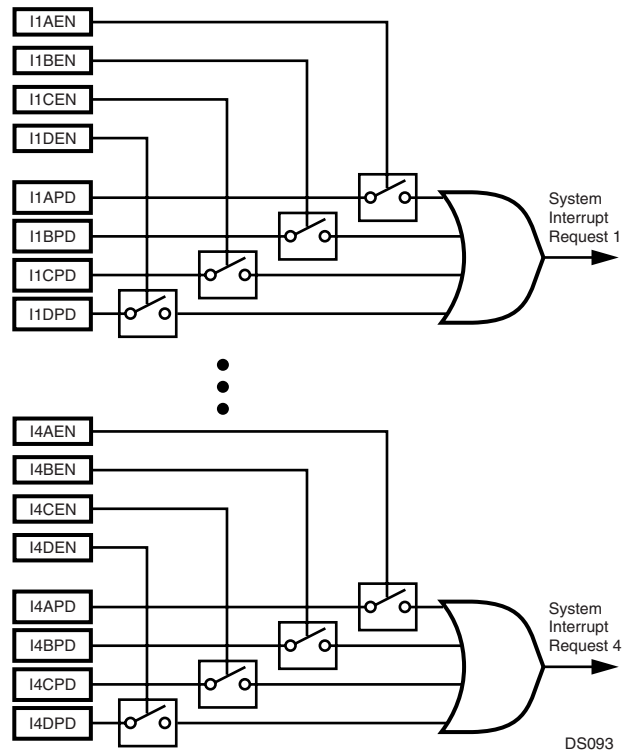 I1AEN
I1BEN
I1CEN
I1DEN
I1APD
I1BPD
I1CPD
I1DPD
System
Interrupt
Request 1
I4AEN
I4BEN
I4CEN
I4DEN
I4APD
I4BPD
I4CPD
I4DPD
System
Interrupt
Request 4
DS093